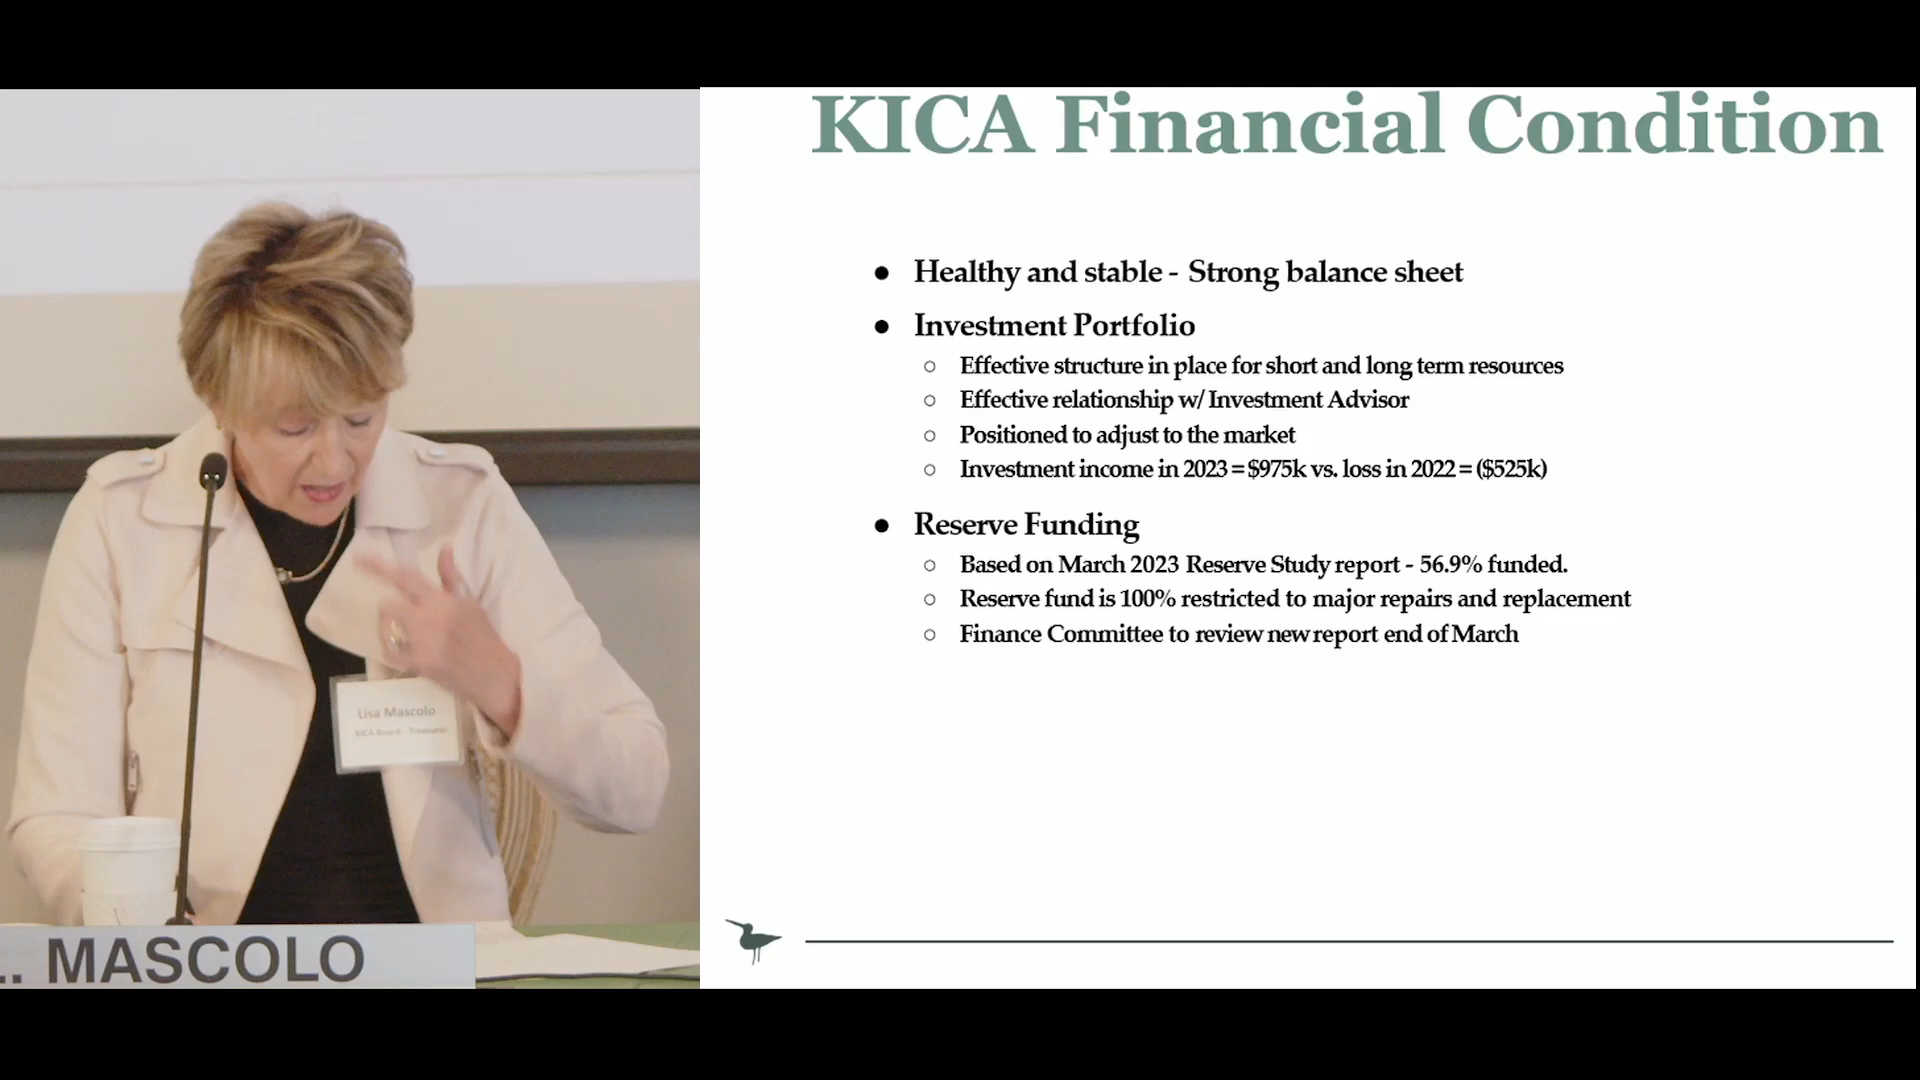 KICA Financial Condition
● Healthy and stable - Strong balance sheet
● Investment Portfolio
○ Effective structure in place for short and long term resources
○ Effective relationship w/ Investment Advisor
○ Positioned to adjust to the market
○ Investment income in 2023 = $975k vs. loss in 2022 = ($525k)
● Reserve Funding
○ Based on March 2023 Reserve Study report - 56.9% funded.
○ Reserve fund is 100% restricted to major repairs and replacement
○ Finance Committee to review new report end of March
Lisa Mascolo
KICA Board - Treasurer
L. MASCOLO